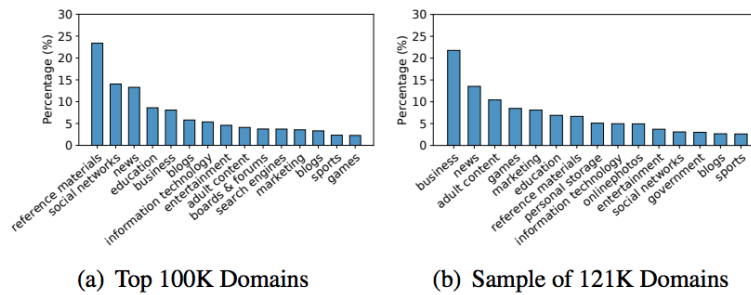 30
25
20
15
10
5
0
Percentage (%)
reference materials
social networks
news
education
business
blogs
information technology
entertainment
adult content
boards & forums
search engines
marketing
blogs
sports
games
(a) Top 100K Domains
30
25
20
15
10
5
0
Percentage (%)
business
news
adult content
games
marketing
education
reference materials
personal storage
information technology
onlinephotos
entertainment
social networks
government
blogs
sports
(b) Sample of 121K Domains